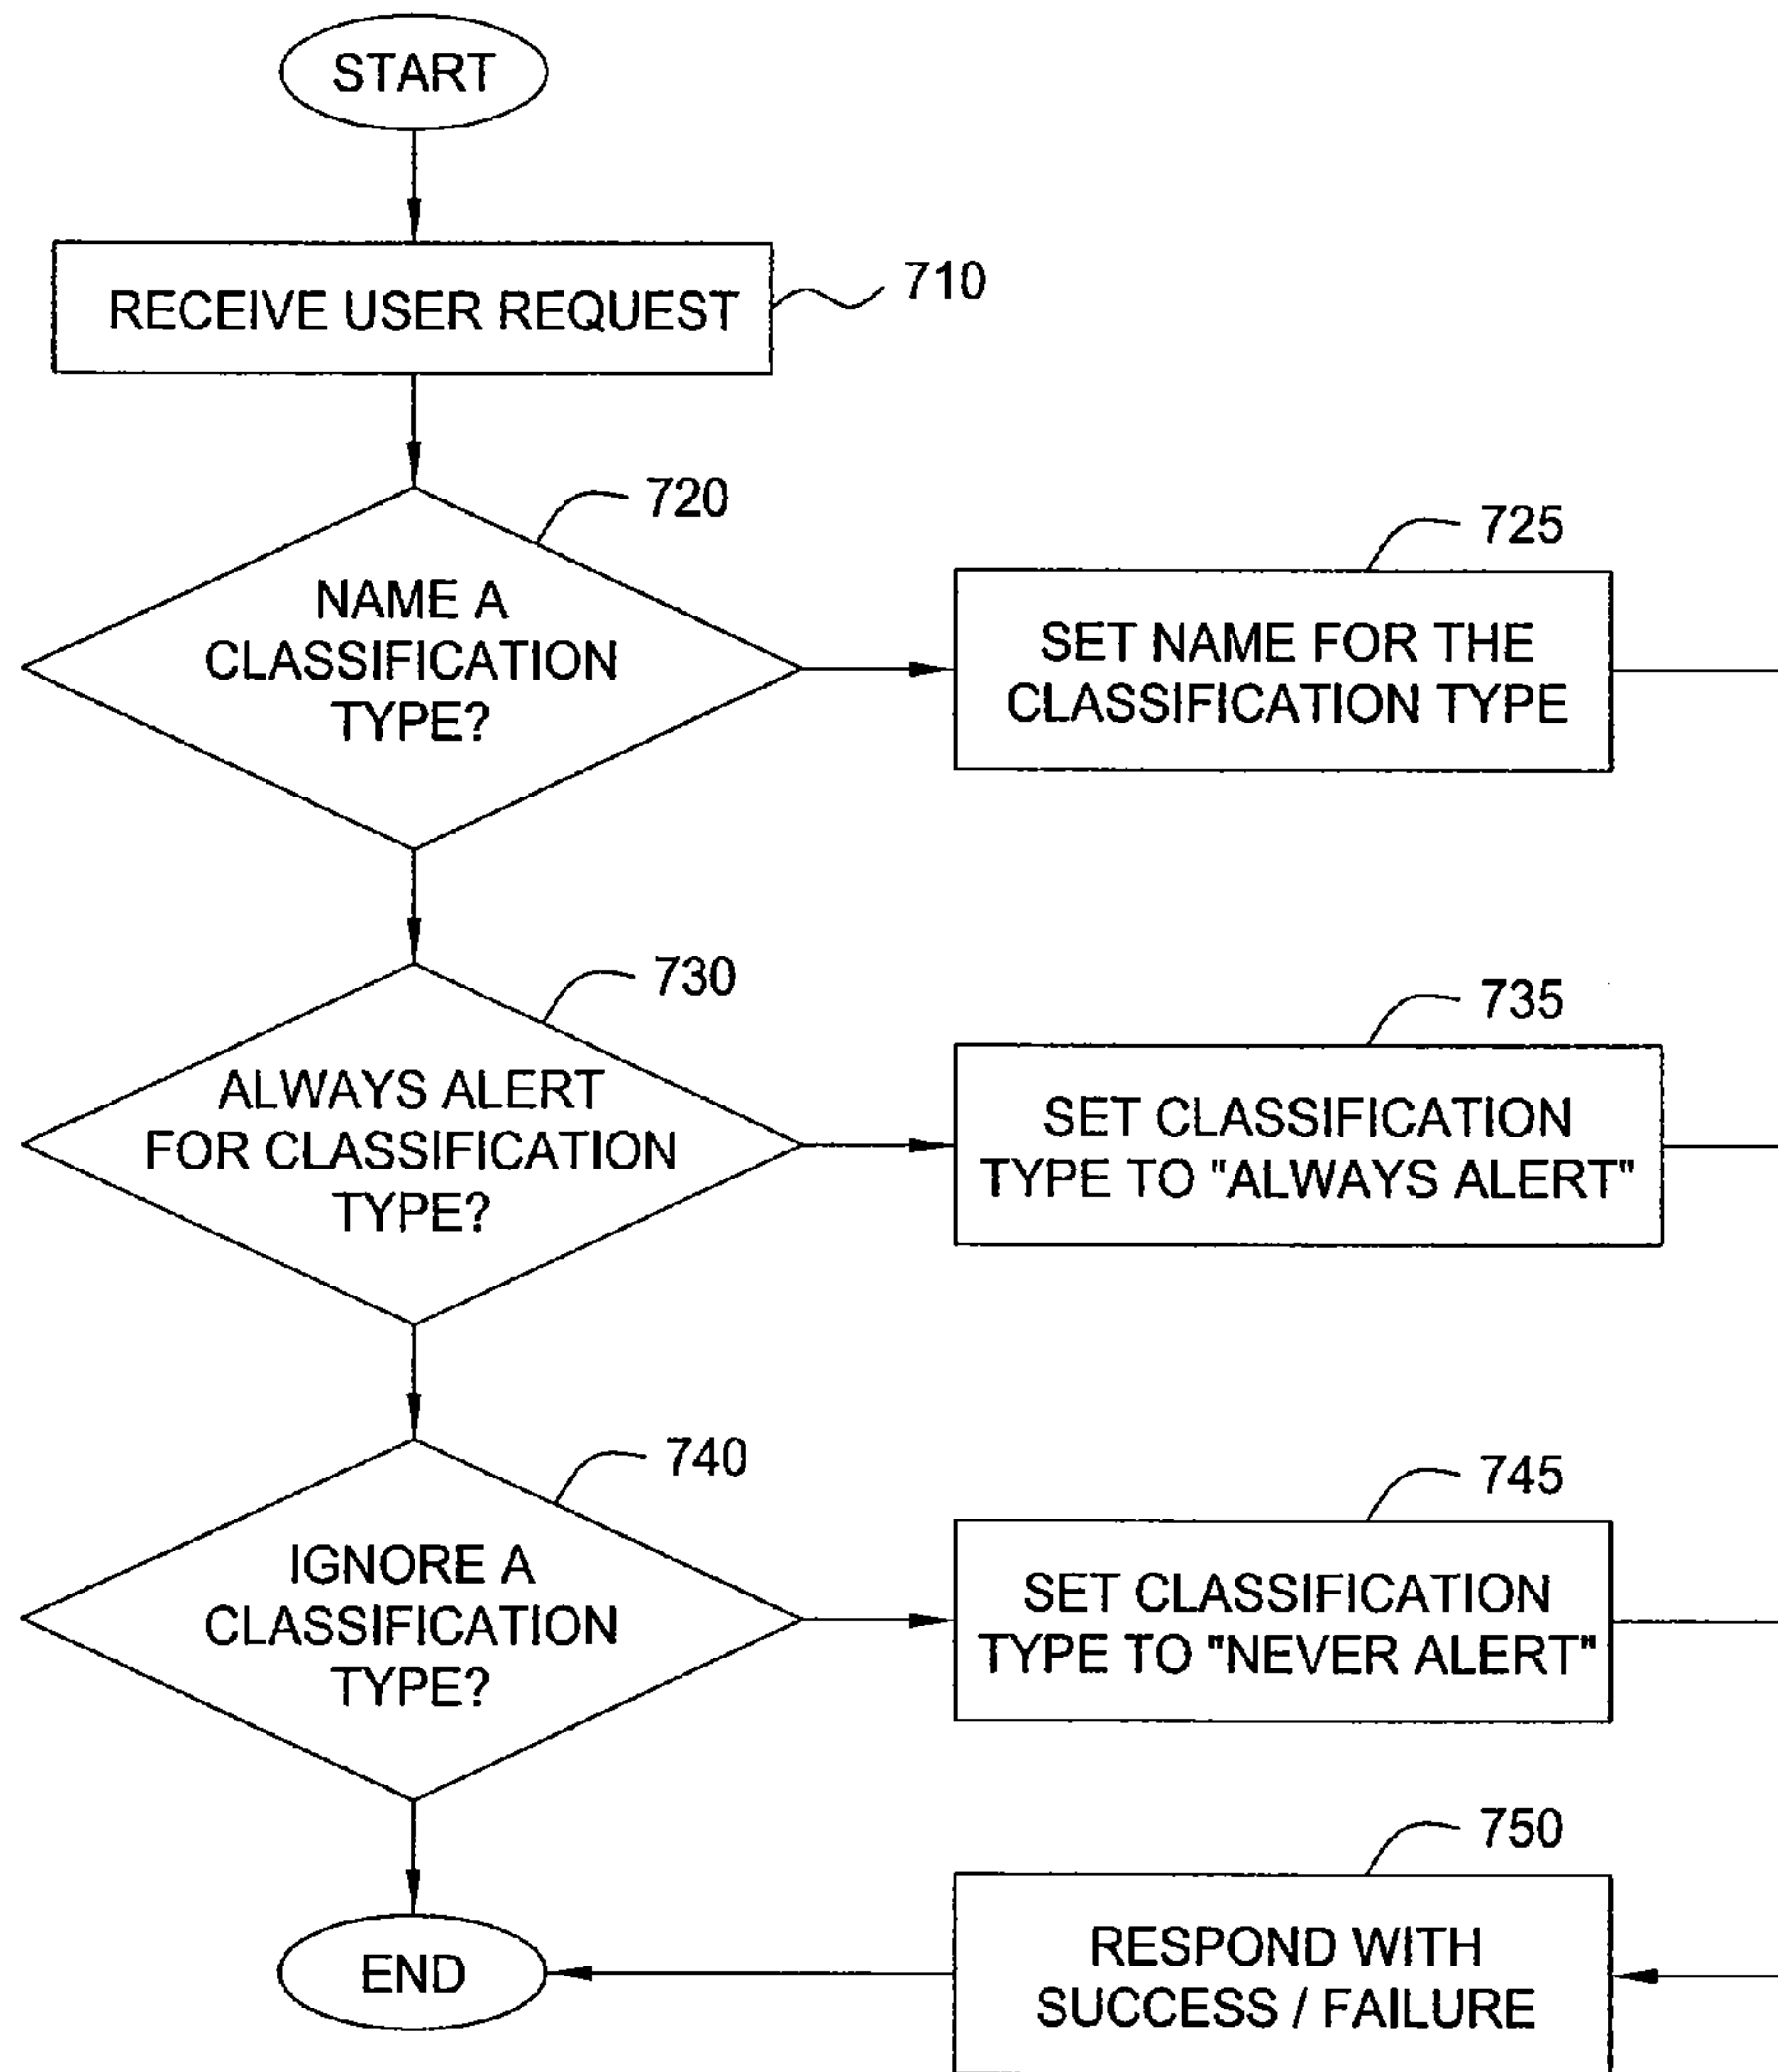 START
RECEIVE USER REQUEST
710
720
NAME A
CLASSIFICATION
TYPE?
725
SET NAME FOR THE
CLASSIFICATION TYPE
730
ALWAYS ALERT
FOR CLASSIFICATION
TYPE?
735
SET CLASSIFICATION
TYPE TO "ALWAYS ALERT"
740
IGNORE A
CLASSIFICATION
TYPE?
745
SET CLASSIFICATION
TYPE TO "NEVER ALERT"
750
RESPOND WITH
SUCCESS / FAILURE
END